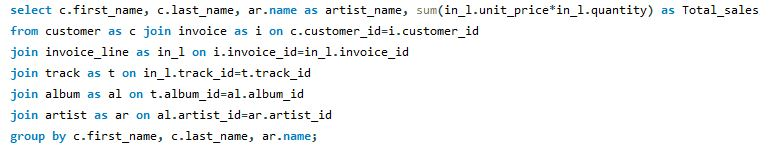 select c.first_name, c.last_name, ar.name as artist_name, sum(in_l.unit_price*in_l.quantity) as Total_sales
from customer as c join invoice as i on c.customer_id=i.customer_id
join invoice_line as in_l on i.invoice_id=in_l.invoice_id
join track as t on in_l.track_id=t.track_id
join album as al on t.album_id=al.album_id
join artist as ar on al.artist_id=ar.artist_id
group by c.first_name, c.last_name, ar.name;